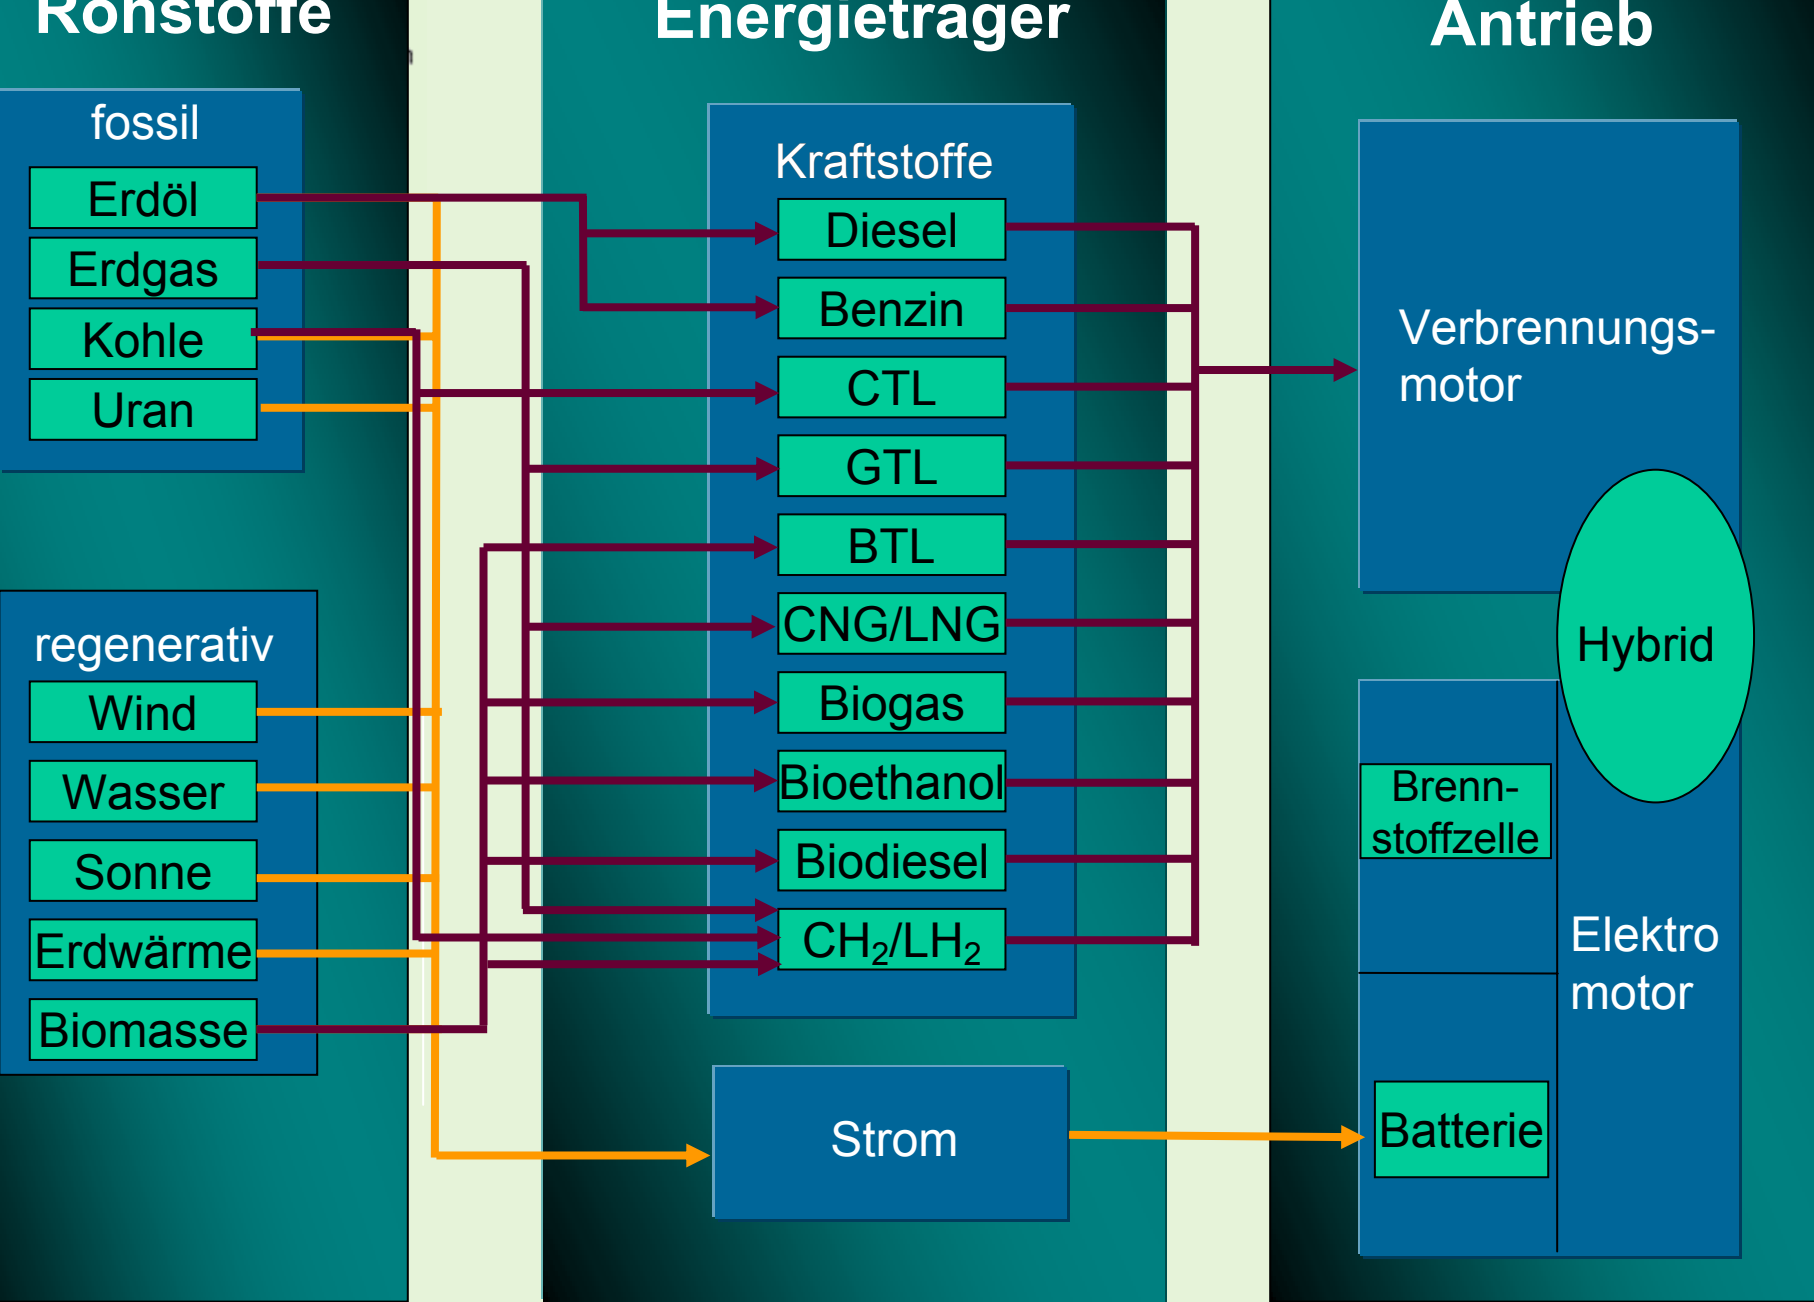 Rohstoffe
fossil
Erdöl
Erdgas
Kohle
Uran
regenerativ
Wind
Wasser
Sonne
Erdwärme
Biomasse
Energieträger
Kraftstoffe
Diesel
Benzin
CTL
GTL
BTL
CNG/LNG
Biogas
Bioethanol
Biodiesel
CH₂/LH₂
Strom
Antrieb
Verbrennungs-
motor
Hybrid
Brenn-
stoffzelle
Elektro
motor
Batterie